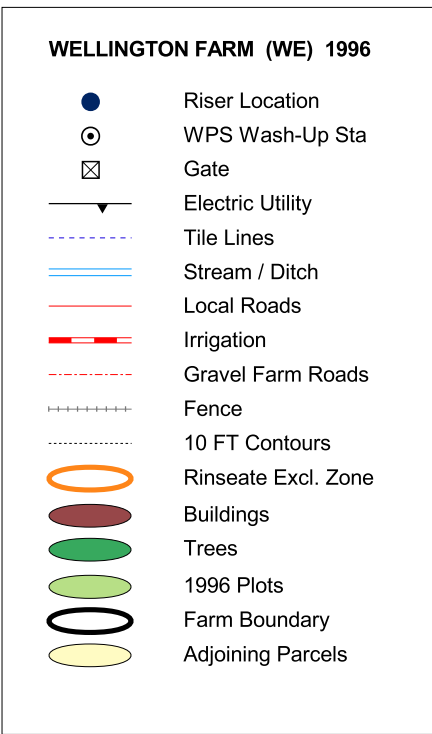 WELLINGTON FARM (WE) 1996
Riser Location
WPS Wash-Up Sta
Gate
Electric Utility
Tile Lines
Stream / Ditch
Local Roads
Irrigation
Gravel Farm Roads
Fence
10 FT Contours
Rinseate Excl. Zone
Buildings
Trees
1996 Plots
Farm Boundary
Adjoining Parcels